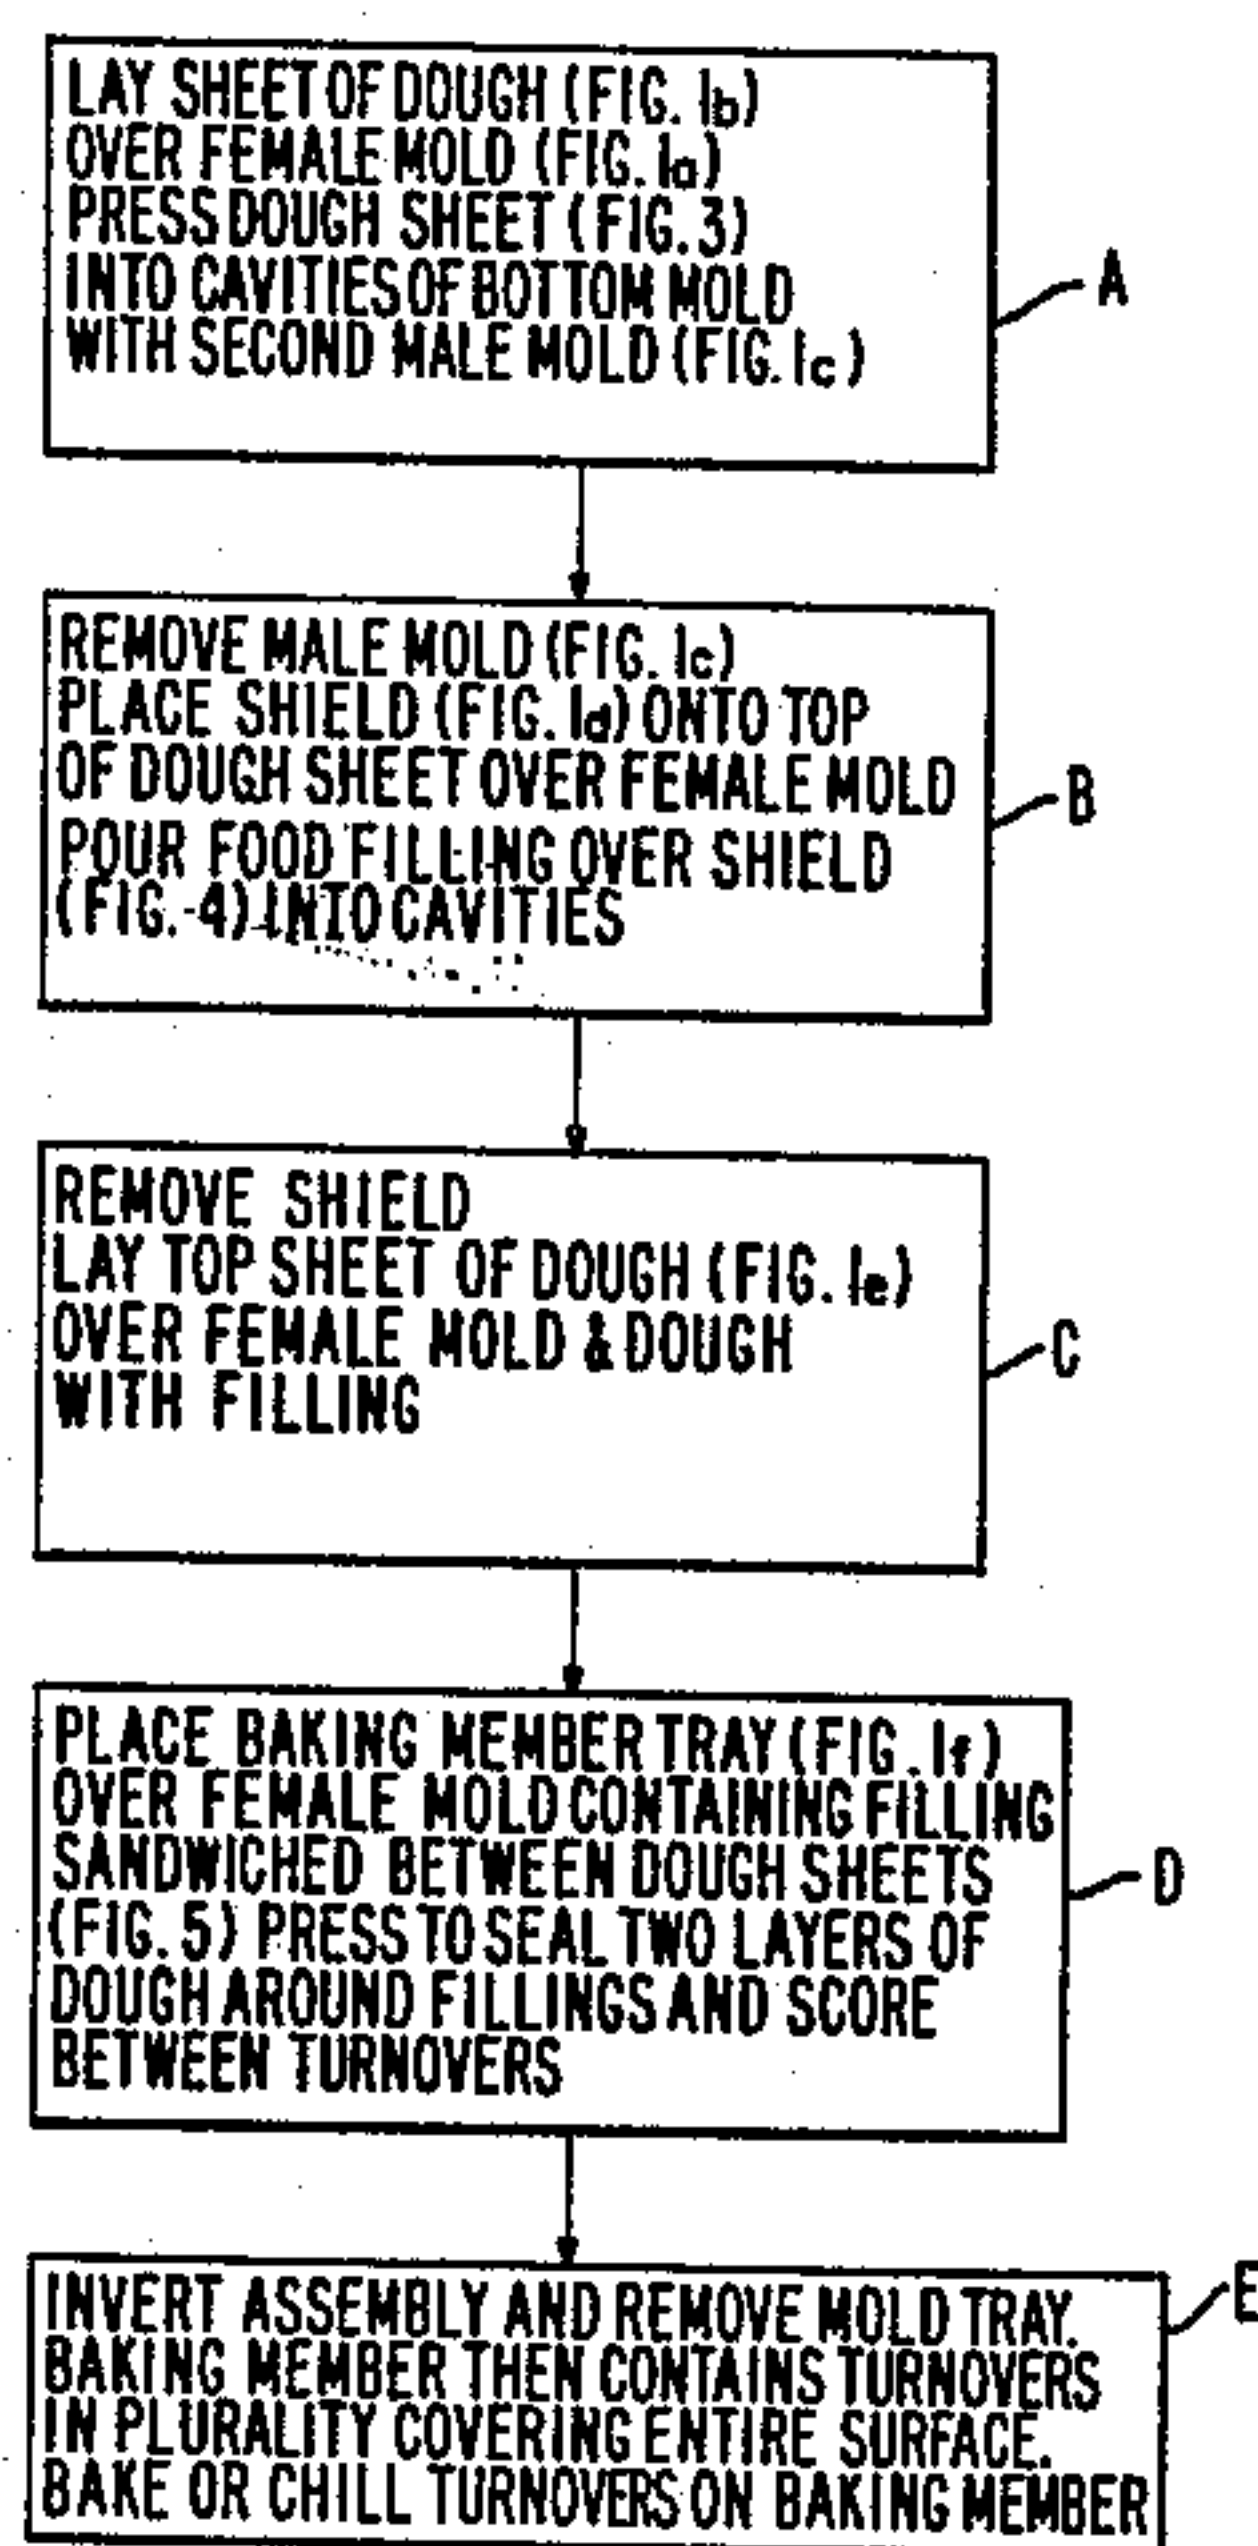 LAY SHEET OF DOUGH (FIG. 1b)
OVER FEMALE MOLD (FIG. 1a)
PRESS DOUGH SHEET (FIG. 3)
INTO CAVITIES OF BOTTOM MOLD
WITH SECOND MALE MOLD (FIG. 1c)
A
REMOVE MALE MOLD (FIG. 1c)
PLACE SHIELD (FIG. 1d) ONTO TOP
OF DOUGH SHEET OVER FEMALE MOLD
POUR FOOD FILLING OVER SHIELD
(FIG. 4) INTO CAVITIES
B
REMOVE SHIELD
LAY TOP SHEET OF DOUGH (FIG. 1e)
OVER FEMALE MOLD & DOUGH
WITH FILLING
C
PLACE BAKING MEMBER TRAY (FIG. 1f)
OVER FEMALE MOLD CONTAINING FILLING
SANDWICHED BETWEEN DOUGH SHEETS
(FIG. 5) PRESS TO SEAL TWO LAYERS OF
DOUGH AROUND FILLINGS AND SCORE
BETWEEN TURNOVERS
D
INVERT ASSEMBLY AND REMOVE MOLD TRAY.
BAKING MEMBER THEN CONTAINS TURNOVERS
IN PLURALITY COVERING ENTIRE SURFACE.
BAKE OR CHILL TURNOVERS ON BAKING MEMBER
E